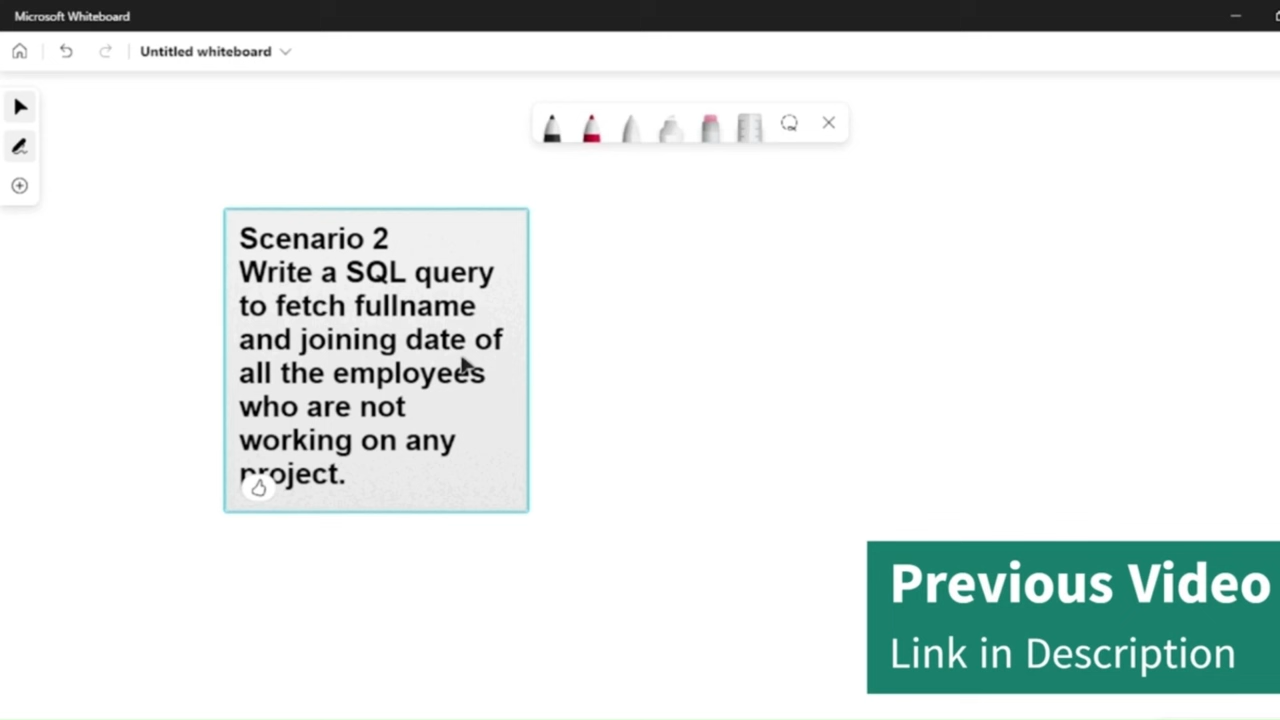 Microsoft Whiteboard
Untitled whiteboard
Scenario 2
Write a SQL query
to fetch fullname
and joining date of
all the employees
who are not
working on any
project.
Previous Video
Link in Description